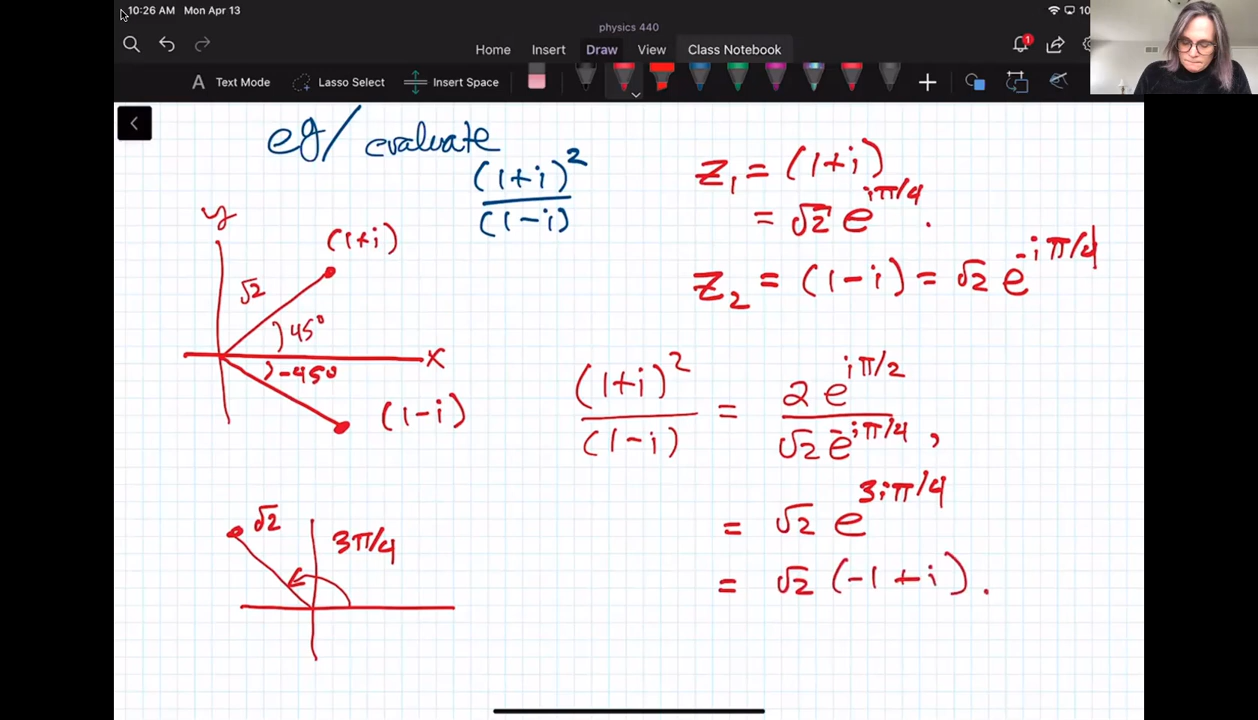 10:26 AM Mon Apr 13
10
physics 440
Home Insert Draw View Class Notebook
1
A Text Mode Lasso Select Insert Space
eg/ evaluate
(1+i)²
(1-i)
y
(1+i)
√2
45°
x
-45°
(1-i)
z₁ = (1+i)
= √2 e^{iπ/4}.
z₂ = (1-i) = √2 e^{-iπ/4}
(1+i)²/(1-i) = 2e^{iπ/2}/√2 e^{-iπ/4},
= √2 e^{3iπ/4}
= √2 (-1+i).
√2
3π/4